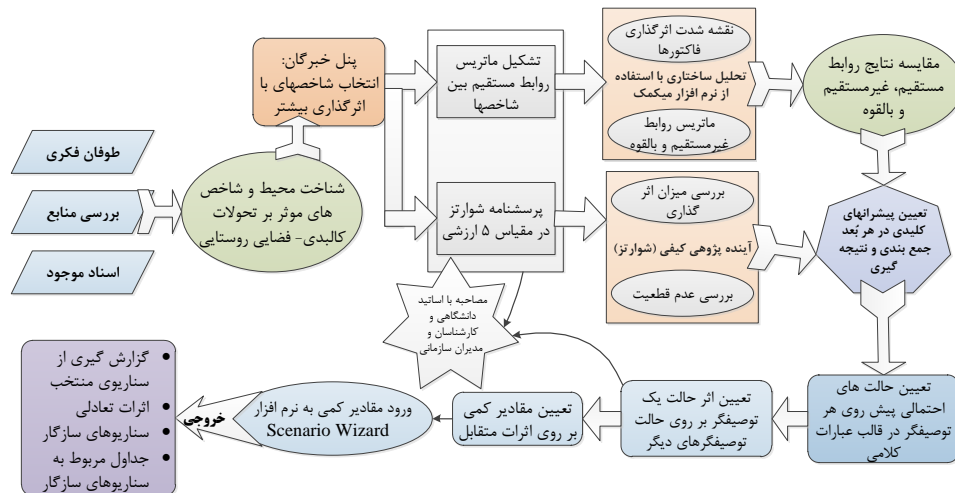 طوفان فکری
بررسی منابع
اسناد موجود
شناخت محیط و شاخص
های موثر بر تحولات
کالبدی- فضایی روستایی
پنل خبرگان:
انتخاب شاخصهای با
اثرگذاری بیشتر
تشکیل ماتریس
روابط مستقیم بین
شاخصها
پرسشنامه شوارتز
در مقیاس ۵ ارزشی
نقشه شدت اثرگذاری
فاکتورها
تحلیل ساختاری با استفاده
از نرم افزار میکمک
ماتریس روابط
غیرمستقیم و بالقوه
بررسی میزان اثر
گذاری
آینده پژوهی کیفی (شوارتز)
بررسی عدم قطعیت
مقایسه نتایج روابط
مستقیم، غیرمستقیم
و بالقوه
تعیین پیشرانهای
کلیدی در هر بُعد
جمع بندی و نتیجه
گیری
مصاحبه با اساتید
دانشگاهی و
کارشناسان و
مدیران سازمانی
تعیین حالت های
احتمالی پیش روی هر
توصیفگر در قالب عبارات
کلامی
تعیین اثر حالت یک
توصیفگر بر روی حالت
توصیفگرهای دیگر
تعیین مقادیر کمی
بر روی اثرات متقابل
ورود مقادیر کمی به نرم افزار
Scenario Wizard
خروجی
● گزارش گیری از
سناریوی منتخب
● اثرات تعادلی
● سناریوهای سازگار
● جداول مربوط به
سناریوهای سازگار